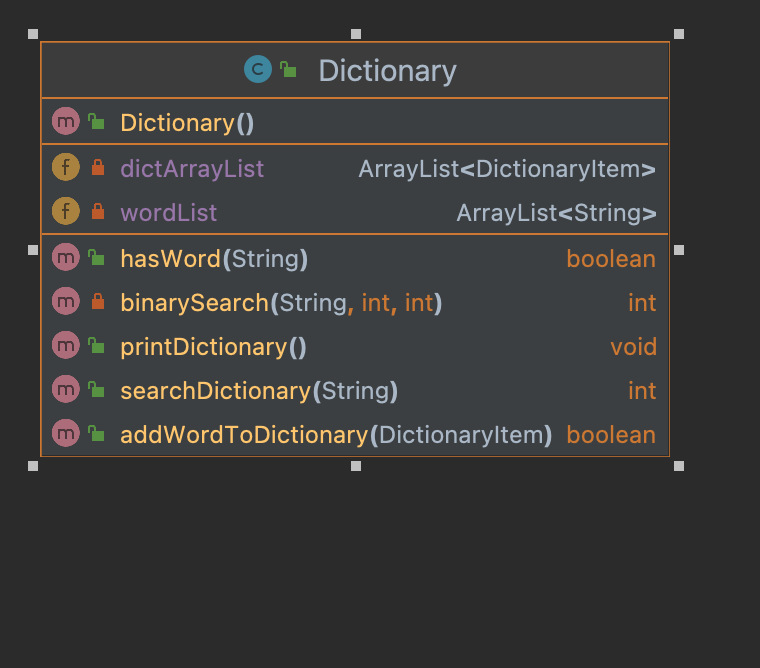 C Dictionary
m Dictionary()
f dictArrayList ArrayList<DictionaryItem>
f wordList ArrayList<String>
m hasWord(String) boolean
m binarySearch(String, int, int) int
m printDictionary() void
m searchDictionary(String) int
m addWordToDictionary(DictionaryItem) boolean